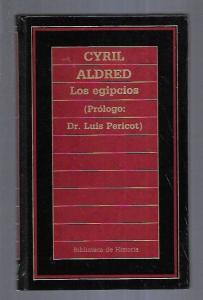 CYRIL
ALDRED
Los egipcios
(Prólogo:
Dr. Luis Pericot)
Biblioteca de Historia